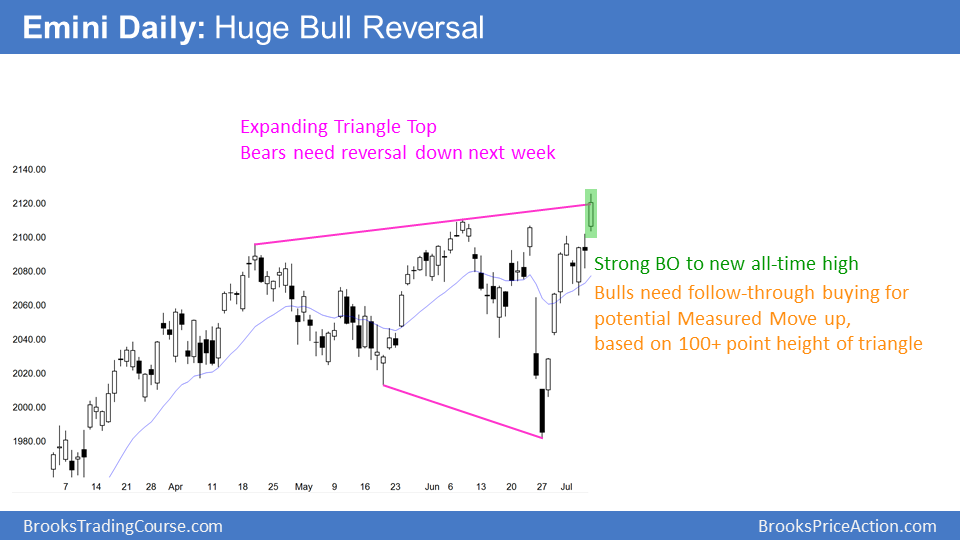 Emini Daily: Huge Bull Reversal
Expanding Triangle Top
Bears need reversal down next week
2140.00
2120.00
2100.00
2080.00
2060.00
2040.00
2020.00
2000.00
1980.00
Strong BO to new all-time high
Bulls need follow-through buying for
potential Measured Move up,
based on 100+ point height of triangle
7 14 21 28 Apr 11 18 25 May 9 16 23 Jun 6 13 20 27 Jul
BrooksTradingCourse.com
BrooksPriceAction.com